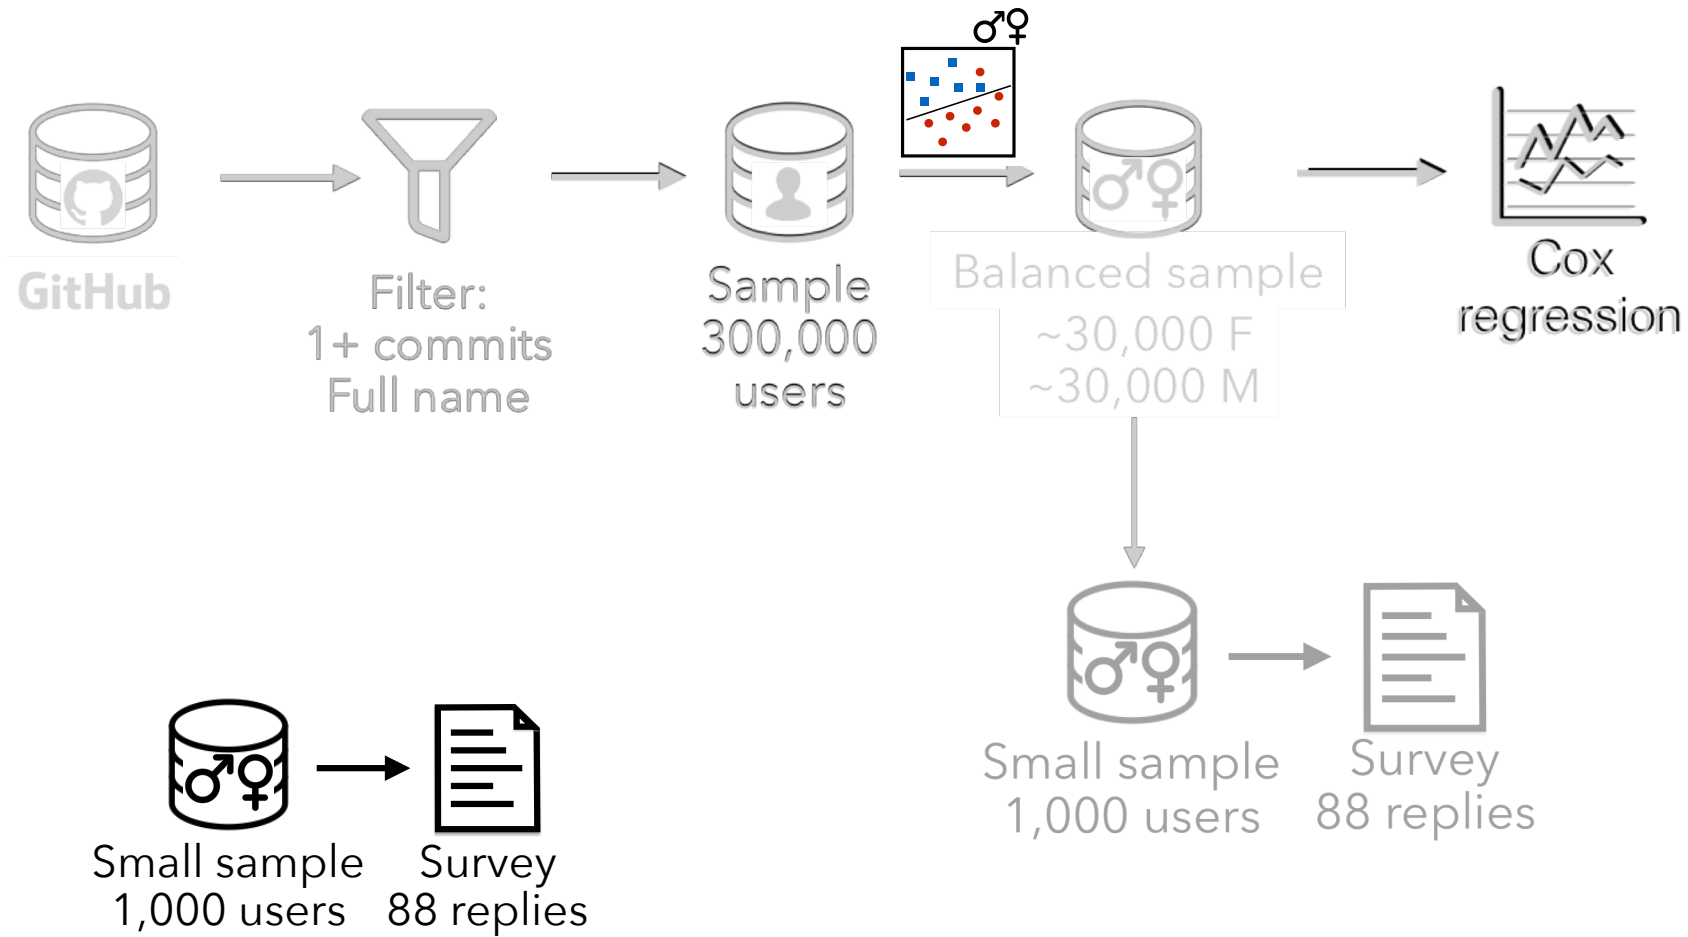 GitHub
Filter:
1+ commits
Full name
Sample
300,000
users
Balanced sample
~30,000 F
~30,000 M
Cox
regression
Small sample
1,000 users
Survey
88 replies
Small sample
1,000 users
Survey
88 replies